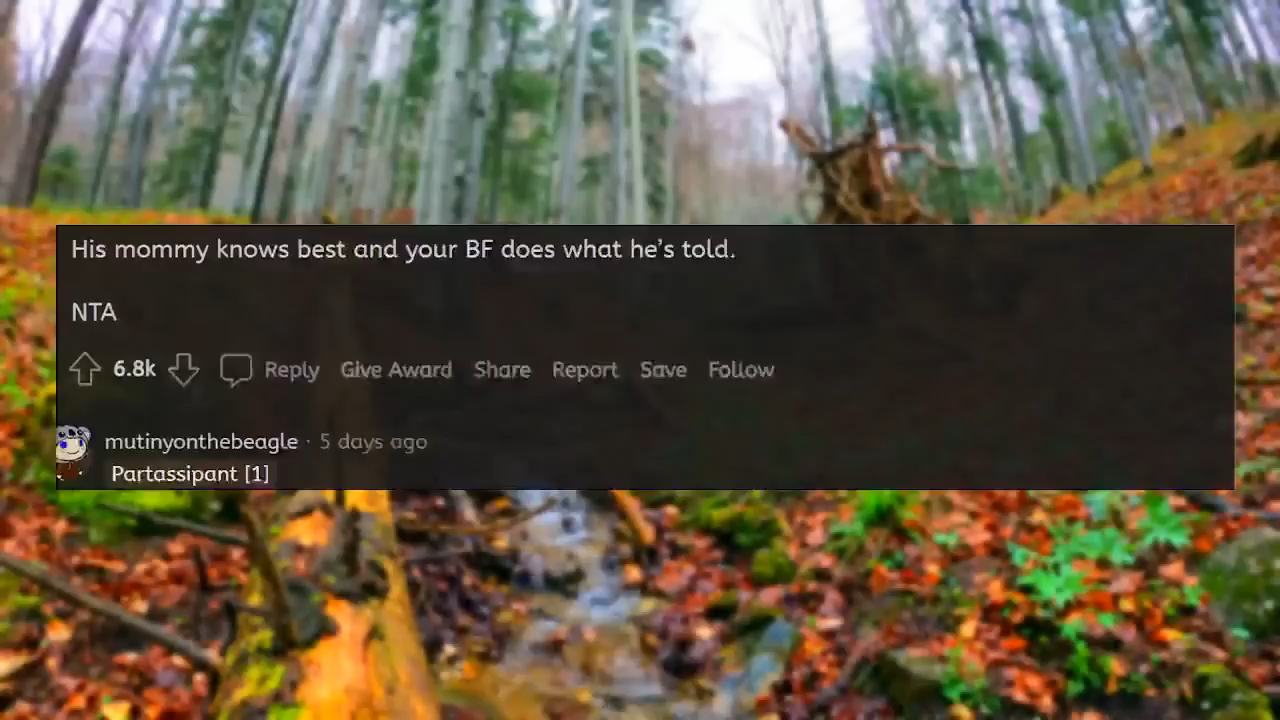 His mommy knows best and your BF does what he's told.
NTA
6.8k Reply Give Award Share Report Save Follow
mutinyonthebeagle · 5 days ago
Partassipant [1]